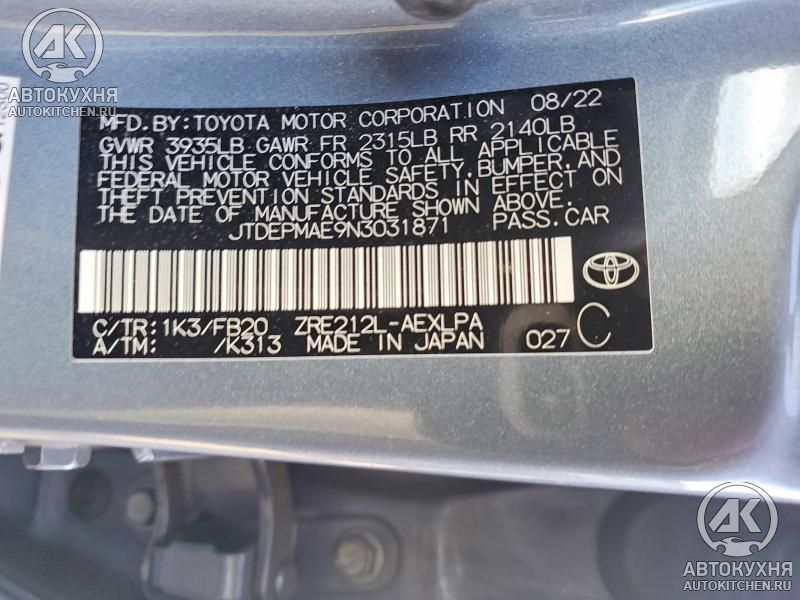 АК
АВТОКУХНЯ
AUTOKITCHEN.RU
MFD.BY:TOYOTA MOTOR CORPORATION 08/22
GVWR 3935LB GAWR FR 2315LB RR 2140LB
THIS VEHICLE CONFORMS TO ALL APPLICABLE
FEDERAL MOTOR VEHICLE SAFETY,BUMPER,AND
THEFT PREVENTION STANDARDS IN EFFECT ON
THE DATE OF MANUFACTURE SHOWN ABOVE.
JTDEPMAE9N3031871 PASS.CAR
C/TR:1K3/FB20 ZRE212L-AEXLPA
A/TM: /K313 MADE IN JAPAN 027 C
АК
АВТОКУХНЯ
AUTOKITCHEN.RU